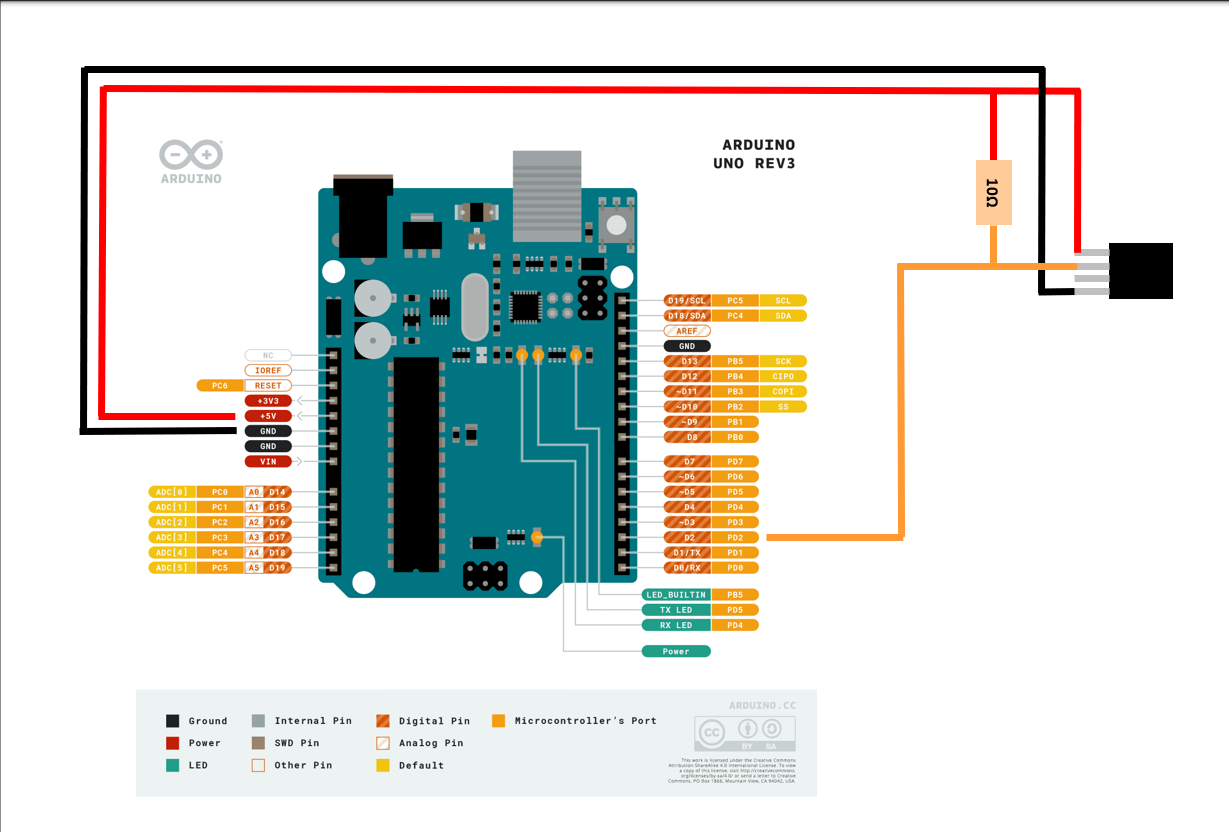 ARDUINO
UNO REV3
ARDUINO
10Ω
D19/SCL PC5 SCL
D18/SDA PC4 SDA
AREF
GND
D13 PB5 SCK
D12 PB4 CIPO
~D11 PB3 COPI
~D10 PB2 SS
~D9 PB1
D8 PB0
D7 PD7
~D6 PD6
~D5 PD5
D4 PD4
~D3 PD3
D2 PD2
D1/TX PD1
D0/RX PD0
NC
IOREF
PC6 RESET
+3V3
+5V
GND
GND
VIN
ADC[0] PC0 A0 D14
ADC[1] PC1 A1 D15
ADC[2] PC2 A2 D16
ADC[3] PC3 A3 D17
ADC[4] PC4 A4 D18
ADC[5] PC5 A5 D19
LED_BUILTIN PB5
TX LED PD5
RX LED PD4
Power
Ground
Power
LED
Internal Pin
SWD Pin
Other Pin
Digital Pin
Analog Pin
Default
Microcontroller's Port
ARDUINO.CC
CC
BY SA
This work is licensed under the Creative Commons
Attribution-ShareAlike 4.0 International License. To view
a copy of this license, visit http://creativecommons.
org/licenses/by-sa/4.0/ or send a letter to Creative
Commons, PO Box 1866, Mountain View, CA 94042, USA.